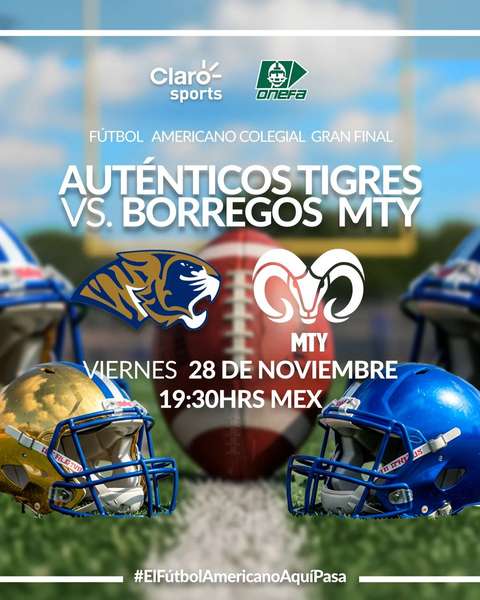 Claro
sports
ONEFA
FÚTBOL AMERICANO COLEGIAL GRAN FINAL
AUTÉNTICOS TIGRES
VS. BORREGOS MTY
MTY
VIERNES 28 DE NOVIEMBRE
19:30HRS MEX
#ElFútbolAmericanoAquíPasa